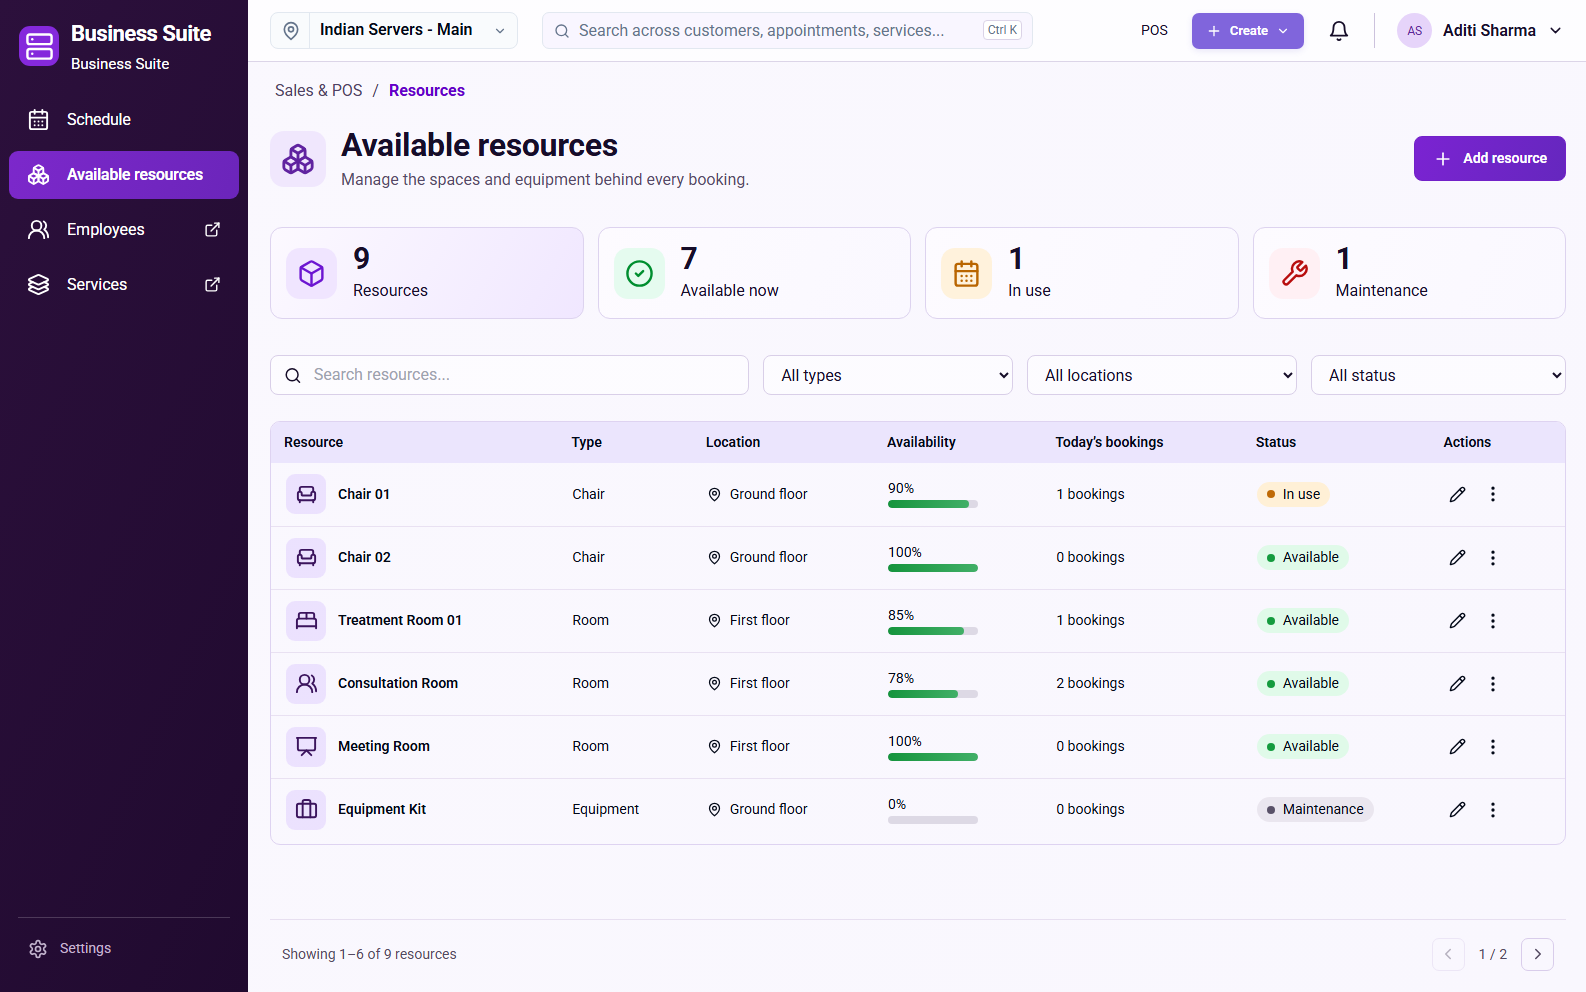 Business Suite
Business Suite
Schedule
Available resources
Employees
Services
Settings
Indian Servers - Main
Search across customers, appointments, services...
Ctrl K
POS
Create
AS
Aditi Sharma
Sales & POS / Resources
Available resources
Manage the spaces and equipment behind every booking.
Add resource
9
Resources
7
Available now
1
In use
1
Maintenance
Search resources...
All types
All locations
All status
Resource Type Location Availability Today’s bookings Status Actions
Chair 01 Chair Ground floor 90% 1 bookings In use
Chair 02 Chair Ground floor 100% 0 bookings Available
Treatment Room 01 Room First floor 85% 1 bookings Available
Consultation Room Room First floor 78% 2 bookings Available
Meeting Room Room First floor 100% 0 bookings Available
Equipment Kit Equipment Ground floor 0% 0 bookings Maintenance
Showing 1–6 of 9 resources
1 / 2